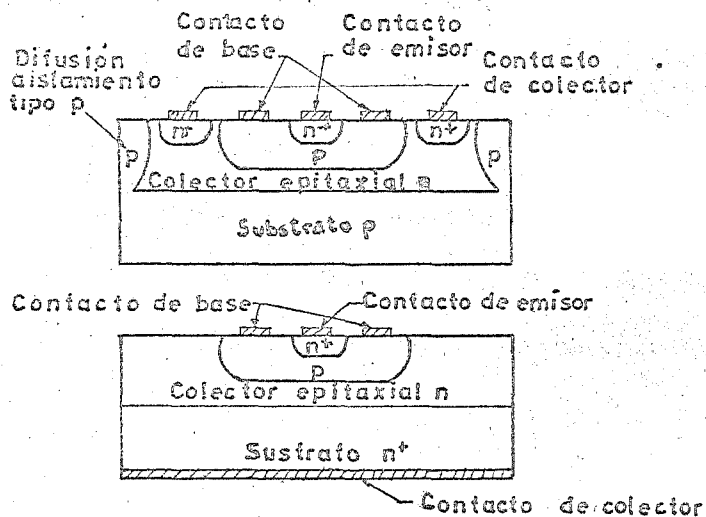 Contacto
de base
Contacto
de emisor
Contacto
de colector
Difusión
aislamiento
tipo p
n+
n+
n+
p
p
p
Colector epitaxial n
Substrato p
Contacto de base
Contacto de emisor
n+
p
Colector epitaxial n
Sustrato n+
Contacto de colector